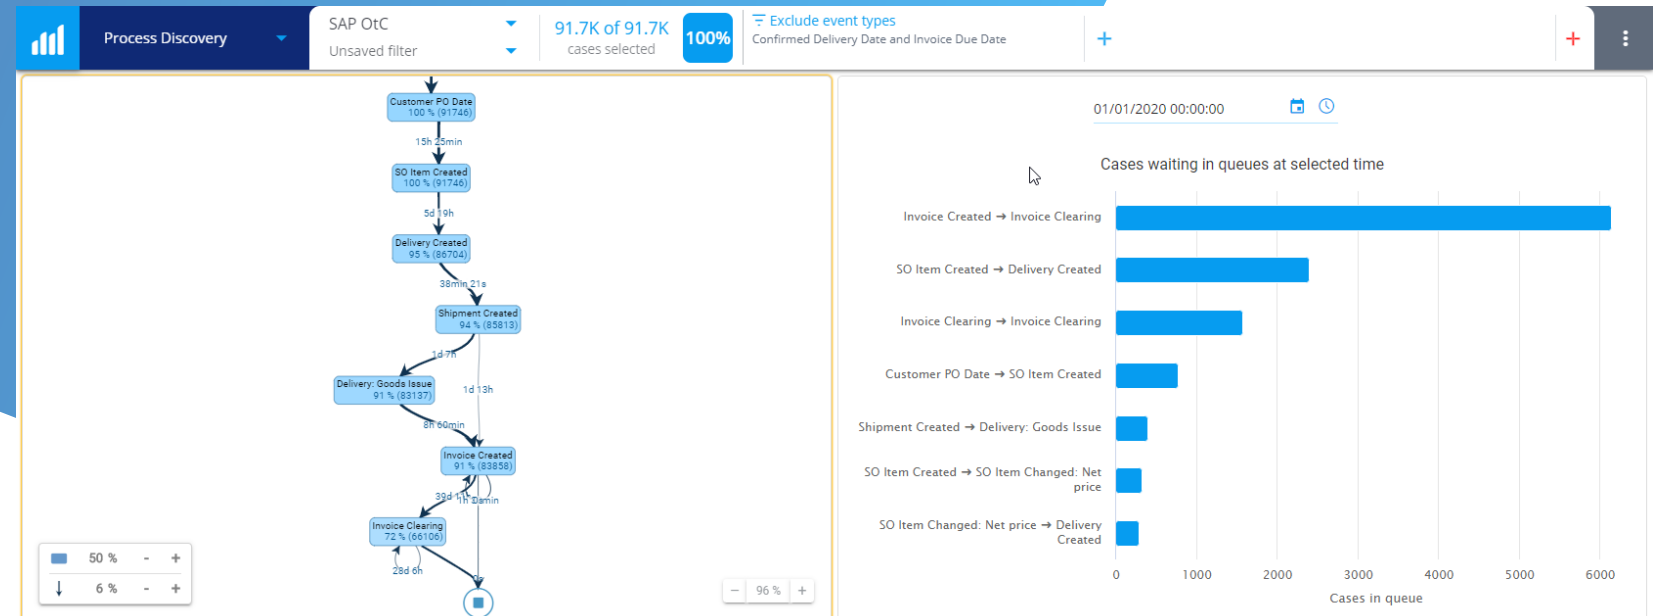 Process Discovery
SAP OtC
Unsaved filter
91.7K of 91.7K
cases selected
100%
Exclude event types
Confirmed Delivery Date and Invoice Due Date
+
+
Customer PO Date
100 % (91746)
15h 25min
SO Item Created
100 % (91746)
5d 19h
Delivery Created
95 % (86704)
38min 21s
Shipment Created
94 % (85813)
1d 7h
Delivery: Goods Issue
91 % (83137)
1d 13h
8h 60min
Invoice Created
91 % (83858)
39d
min
Invoice Clearing
72 % (66106)
28d 6h
50 % - +
6 % - +
− 96 % +
01/01/2020 00:00:00
Cases waiting in queues at selected time
Invoice Created → Invoice Clearing
SO Item Created → Delivery Created
Invoice Clearing → Invoice Clearing
Customer PO Date → SO Item Created
Shipment Created → Delivery: Goods Issue
SO Item Created → SO Item Changed: Net
price
SO Item Changed: Net price → Delivery
Created
0 1000 2000 3000 4000 5000 6000
Cases in queue